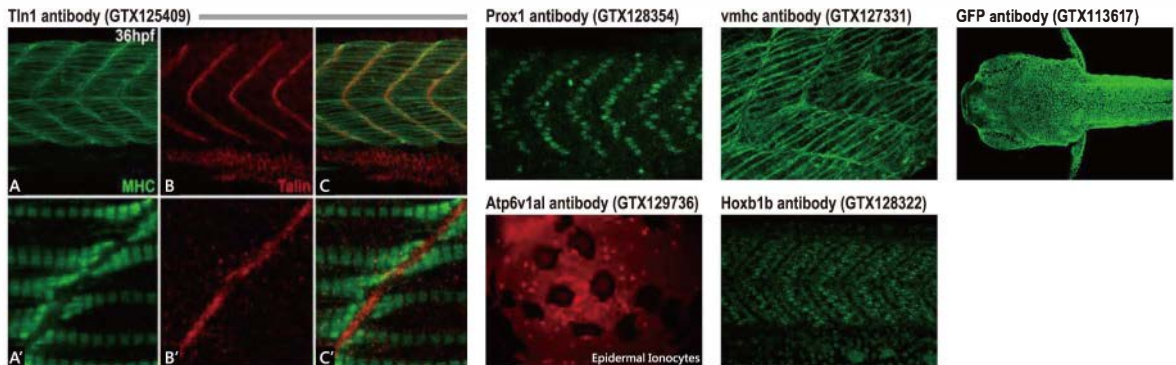 Tln1 antibody (GTX125409)
36hpf
A
MHC
B
Talin
C
A'
B'
C'
Prox1 antibody (GTX128354)
vmhc antibody (GTX127331)
GFP antibody (GTX113617)
Atp6v1al antibody (GTX129736)
Epidermal Ionocytes
Hoxb1b antibody (GTX128322)